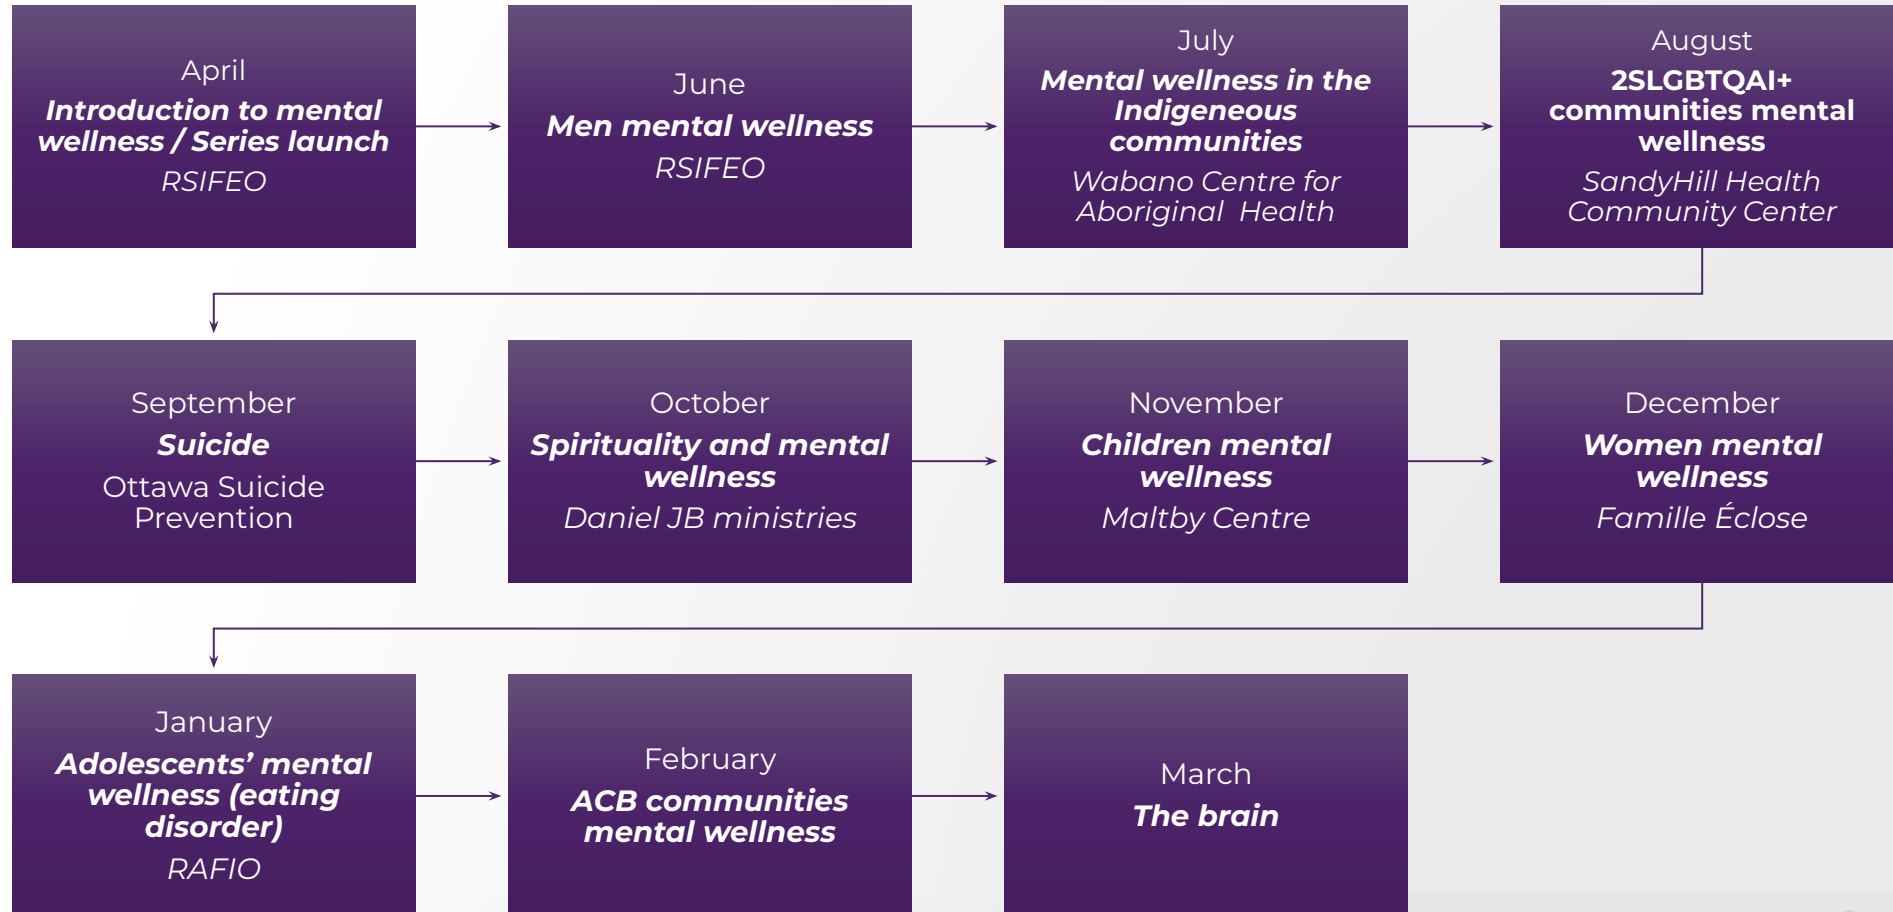 April
Introduction to mental
wellness / Series launch
RSIFEO
June
Men mental wellness
RSIFEO
July
Mental wellness in the
Indigeneous
communities
Wabano Centre for
Aboriginal Health
August
2SLGBTQAI+
communities mental
wellness
SandyHill Health
Community Center
September
Suicide
Ottawa Suicide
Prevention
October
Spirituality and mental
wellness
Daniel JB ministries
November
Children mental
wellness
Maltby Centre
December
Women mental
wellness
Famille Éclose
January
Adolescents’ mental
wellness (eating
disorder)
RAFIO
February
ACB communities
mental wellness
March
The brain